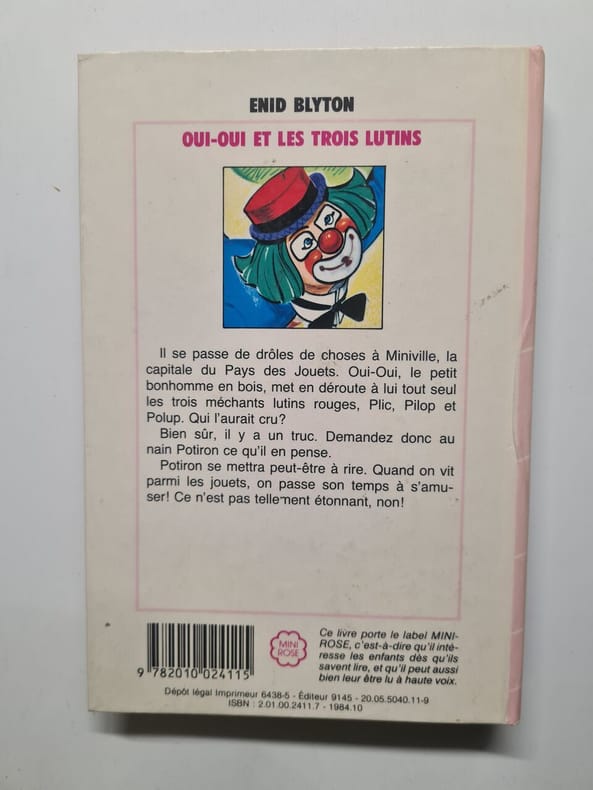 ENID BLYTON
OUI-OUI ET LES TROIS LUTINS
Il se passe de drôles de choses à Miniville, la
capitale du Pays des Jouets. Oui-Oui, le petit
bonhomme en bois, met en déroute à lui tout seul
les trois méchants lutins rouges, Plic, Pilop et
Polup. Qui l'aurait cru?
Bien sûr, il y a un truc. Demandez donc au
nain Potiron ce qu'il en pense.
Potiron se mettra peut-être à rire. Quand on vit
parmi les jouets, on passe son temps à s'amu-
ser! Ce n'est pas tellement étonnant, non!
MINI
ROSE
Ce livre porte le label MINI-
ROSE, c'est-à-dire qu'il inté-
resse les enfants dès qu'ils
savent lire, et qu'il peut aussi
bien leur être lu à haute voix.
9 782010 024115
Dépôt légal Imprimeur 6438-5 - Éditeur 9145 - 20.05.5040.11-9
ISBN : 2.01.00.2411.7 - 1984.10